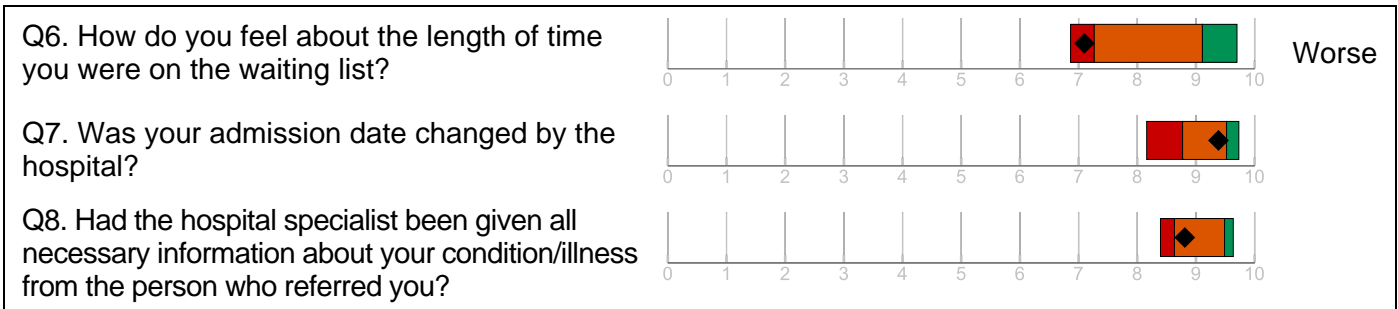 Q6. How do you feel about the length of time
you were on the waiting list?
0 1 2 3 4 5 6 7 8 9 10
Worse
Q7. Was your admission date changed by the
hospital?
0 1 2 3 4 5 6 7 8 9 10
Q8. Had the hospital specialist been given all
necessary information about your condition/illness
from the person who referred you?
0 1 2 3 4 5 6 7 8 9 10